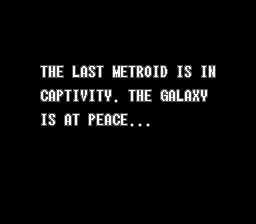 THE LAST METROID IS IN
CAPTIVITY. THE GALAXY
IS AT PEACE...